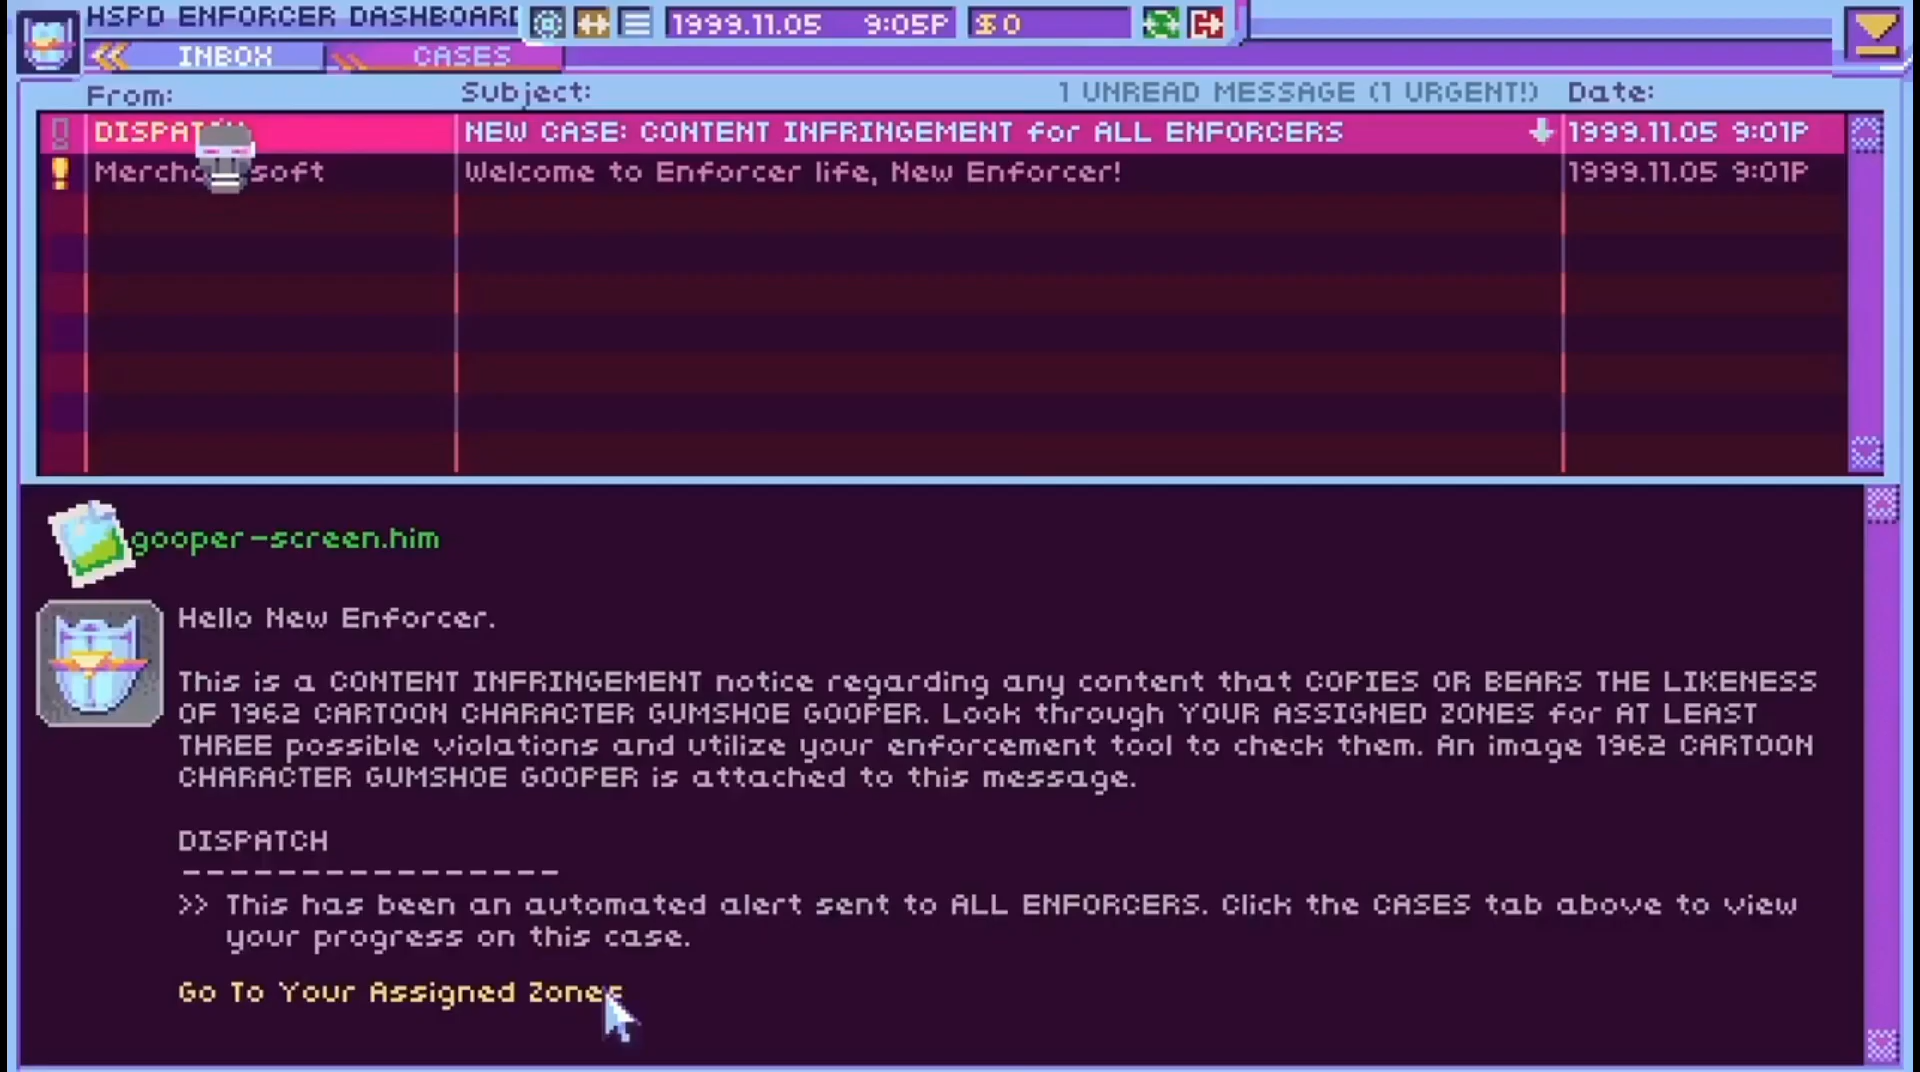 HSPD ENFORCER DASHBOARD
1999.11.05 9:05P
0
INBOX
CASES
From:
Subject:
1 UNREAD MESSAGE (1 URGENT!)
Date:
DISPATCH
NEW CASE: CONTENT INFRINGEMENT for ALL ENFORCERS
1999.11.05 9:01P
Welcome to Enforcer life, New Enforcer!
1999.11.05 9:01P
gooper-screen.him
Hello New Enforcer.
This is a CONTENT INFRINGEMENT notice regarding any content that COPIES OR BEARS THE LIKENESS
OF 1962 CARTOON CHARACTER GUMSHOE GOOPER. Look through YOUR ASSIGNED ZONES for AT LEAST
THREE possible violations and utilize your enforcement tool to check them. An image 1962 CARTOON
CHARACTER GUMSHOE GOOPER is attached to this message.
DISPATCH
----------------
>> This has been an automated alert sent to ALL ENFORCERS. Click the CASES tab above to view
your progress on this case.
Go To Your Assigned Zones